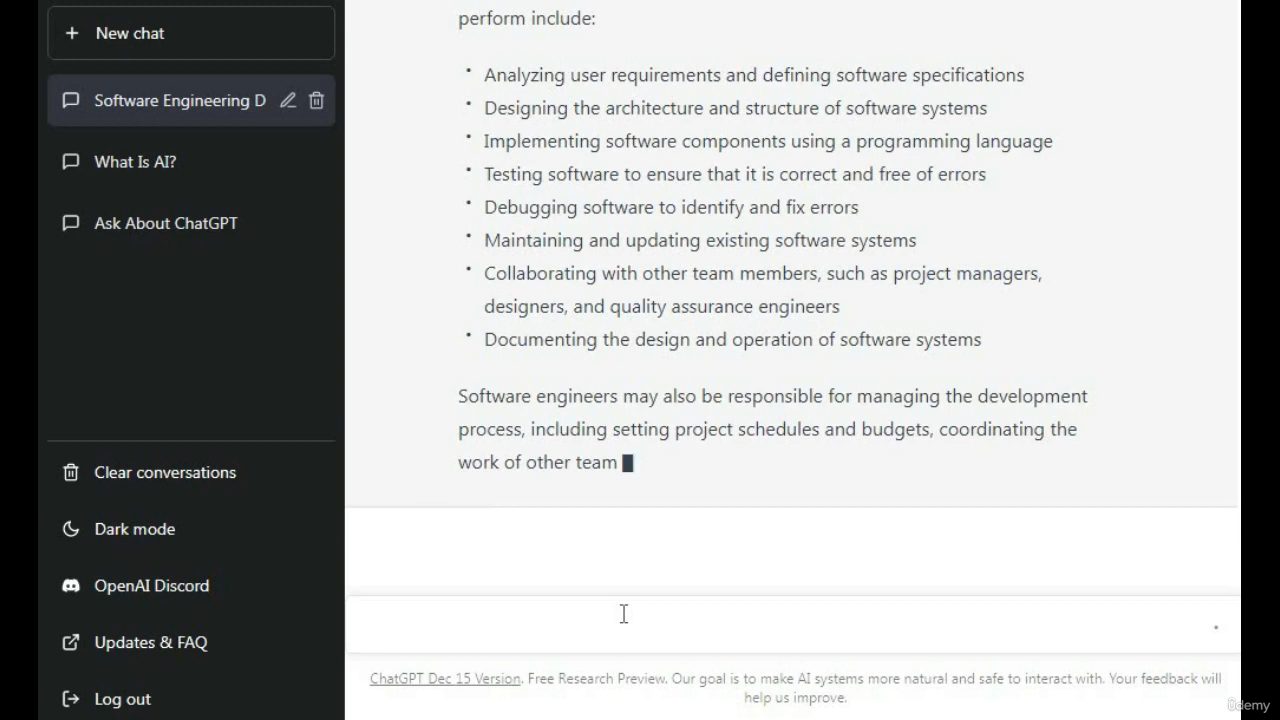 New chat
Software Engineering D
What Is AI?
Ask About ChatGPT
Clear conversations
Dark mode
OpenAI Discord
Updates & FAQ
Log out
perform include:
• Analyzing user requirements and defining software specifications
• Designing the architecture and structure of software systems
• Implementing software components using a programming language
• Testing software to ensure that it is correct and free of errors
• Debugging software to identify and fix errors
• Maintaining and updating existing software systems
• Collaborating with other team members, such as project managers,
designers, and quality assurance engineers
• Documenting the design and operation of software systems
Software engineers may also be responsible for managing the development
process, including setting project schedules and budgets, coordinating the
work of other team
ChatGPT Dec 15 Version. Free Research Preview. Our goal is to make AI systems more natural and safe to interact with. Your feedback will
help us improve.
ûdemy